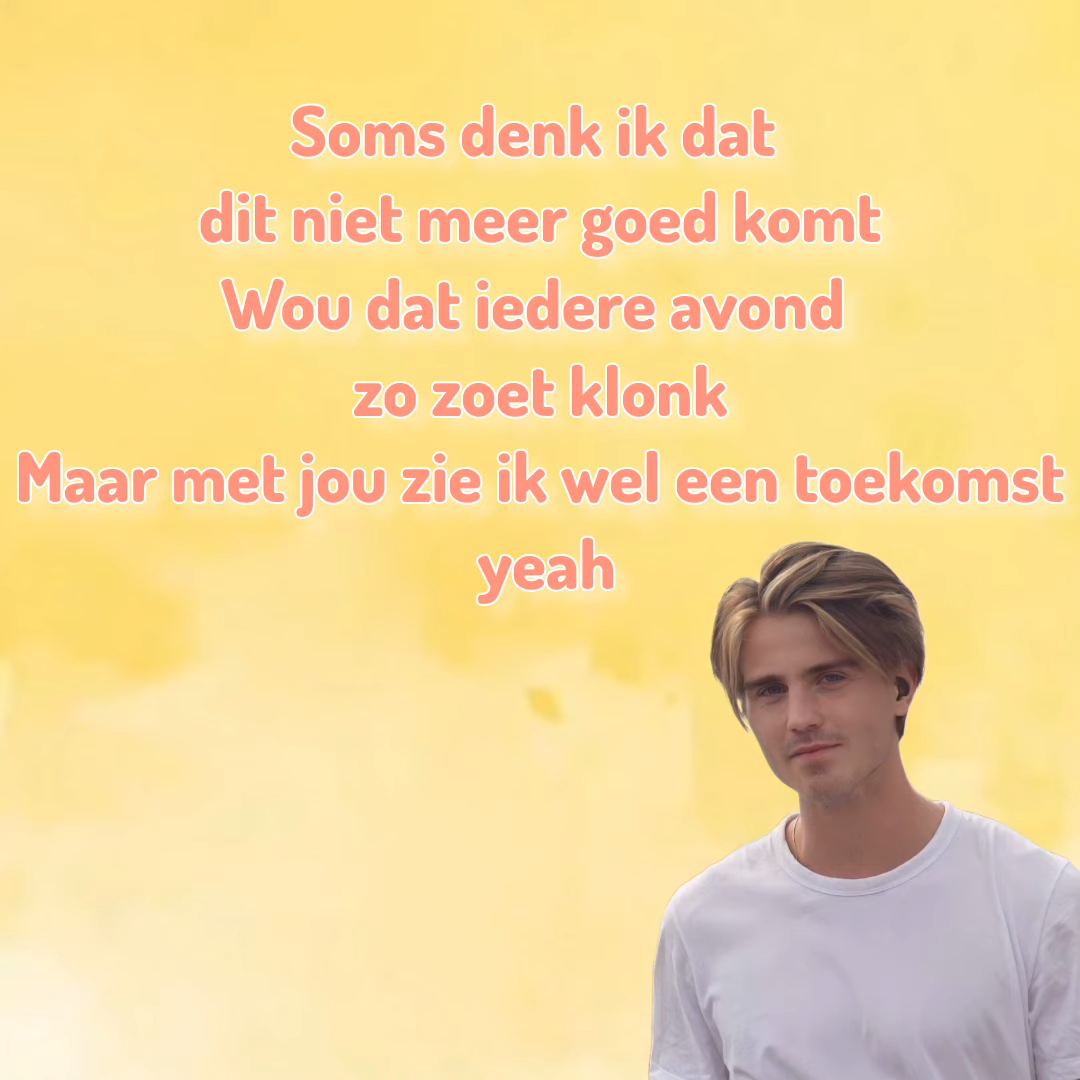 Soms denk ik dat
dit niet meer goed komt
Wou dat iedere avond
zo zoet klonk
Maar met jou zie ik wel een toekomst
yeah